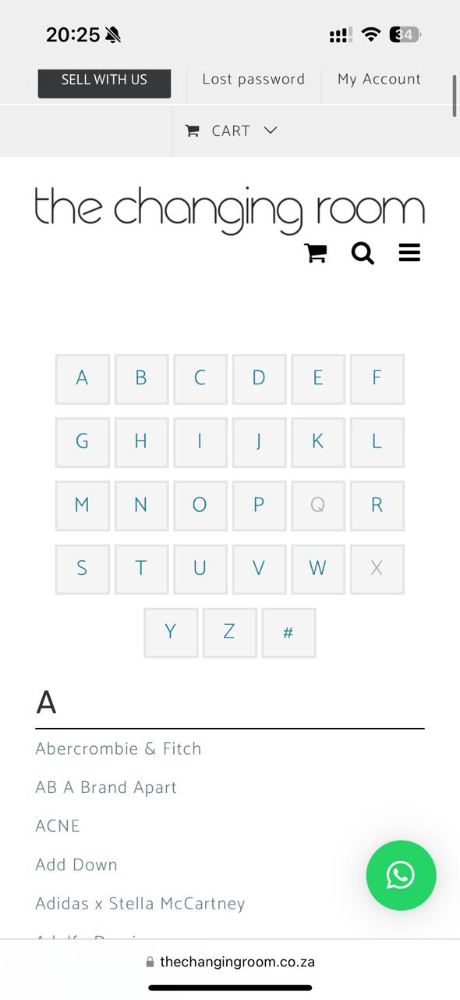 20:25
34
SELL WITH US Lost password My Account
CART
the changing room
A B C D E F
G H I J K L
M N O P Q R
S T U V W X
Y Z #
A
Abercrombie & Fitch
AB A Brand Apart
ACNE
Add Down
Adidas x Stella McCartney
thechangingroom.co.za